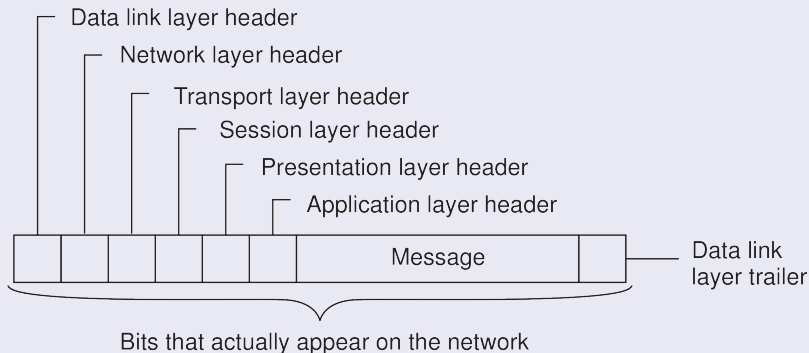 Data link layer header
Network layer header
Transport layer header
Session layer header
Presentation layer header
Application layer header
Message
Data link
layer trailer
Bits that actually appear on the network